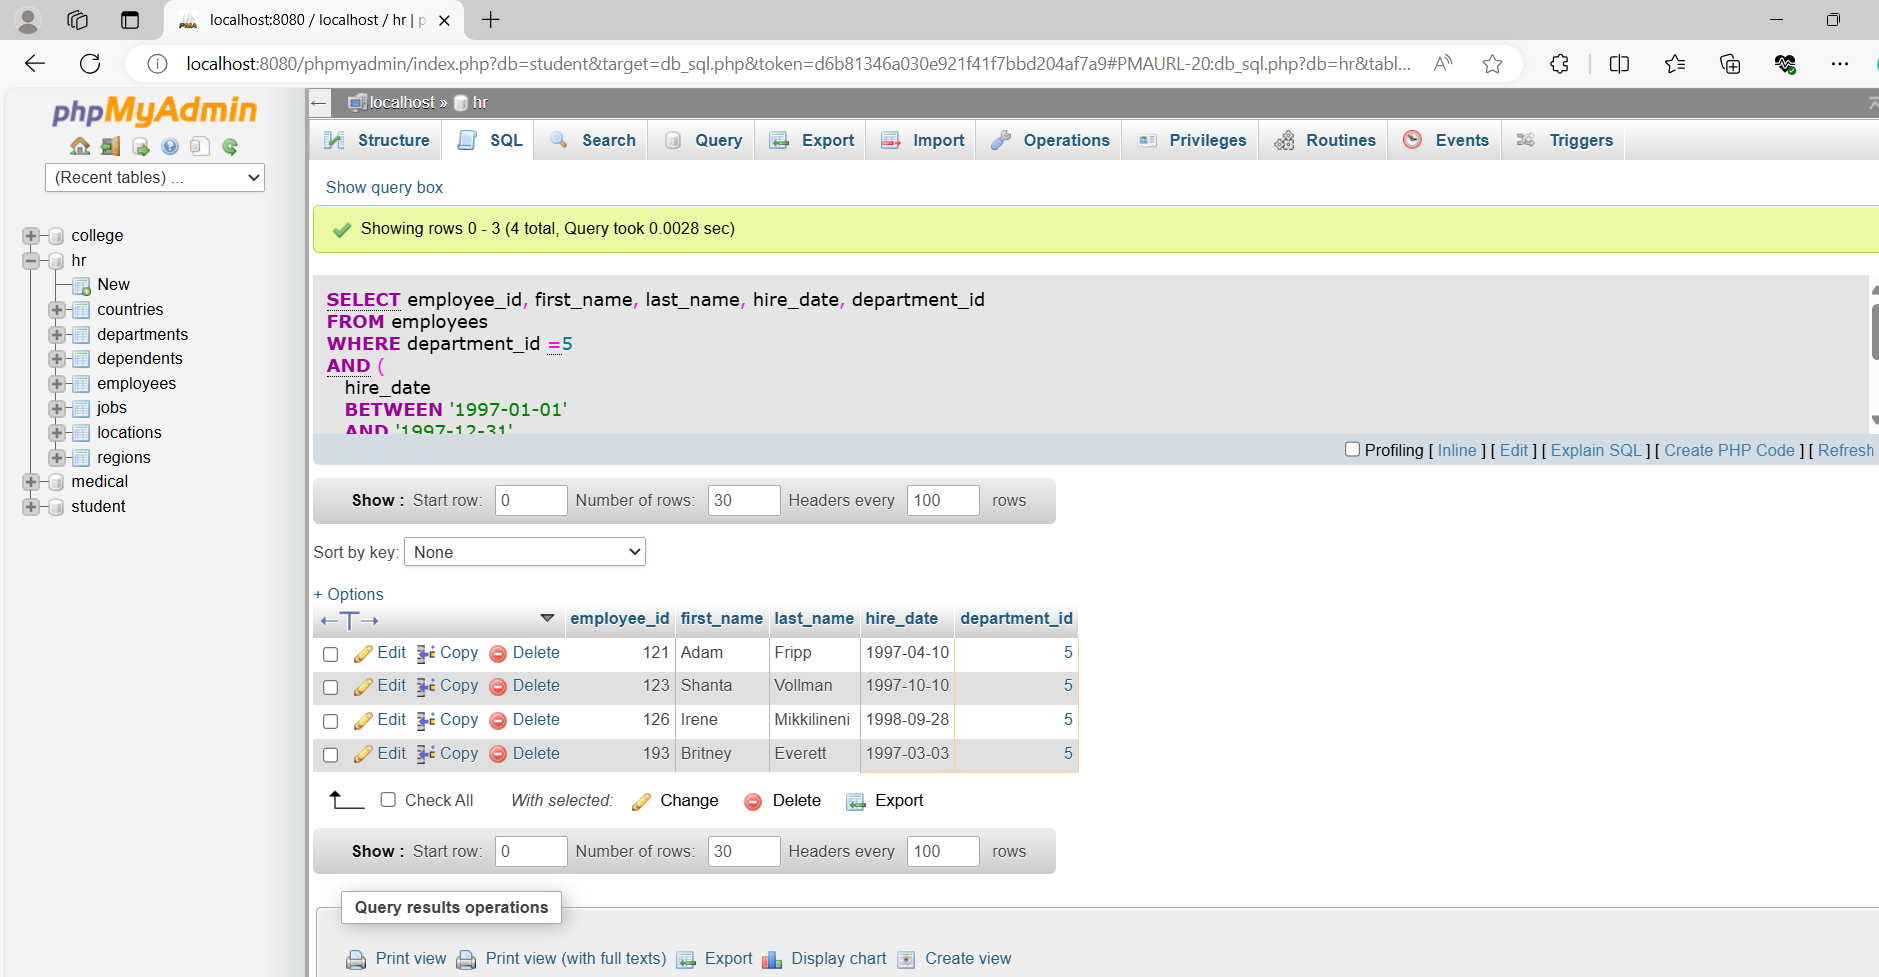 localhost:8080 / localhost / hr | p
localhost:8080/phpmyadmin/index.php?db=student&target=db_sql.php&token=d6b81346a030e921f41f7bbd204af7a9#PMAURL-20:db_sql.php?db=hr&tabl...
phpMyAdmin
(Recent tables) ...
college
hr
New
countries
departments
dependents
employees
jobs
locations
regions
medical
student
localhost » hr
Structure SQL Search Query Export Import Operations Privileges Routines Events Triggers
Show query box
Showing rows 0 - 3 (4 total, Query took 0.0028 sec)
SELECT employee_id, first_name, last_name, hire_date, department_id
FROM employees
WHERE department_id =5
AND (
hire_date
BETWEEN '1997-01-01'
AND '1997-12-31'
Profiling [ Inline ] [ Edit ] [ Explain SQL ] [ Create PHP Code ] [ Refresh
Show : Start row: 0 Number of rows: 30 Headers every 100 rows
Sort by key: None
+ Options
←T→ employee_id first_name last_name hire_date department_id
Edit Copy Delete 121 Adam Fripp 1997-04-10 5
Edit Copy Delete 123 Shanta Vollman 1997-10-10 5
Edit Copy Delete 126 Irene Mikkilineni 1998-09-28 5
Edit Copy Delete 193 Britney Everett 1997-03-03 5
Check All With selected: Change Delete Export
Show : Start row: 0 Number of rows: 30 Headers every 100 rows
Query results operations
Print view Print view (with full texts) Export Display chart Create view